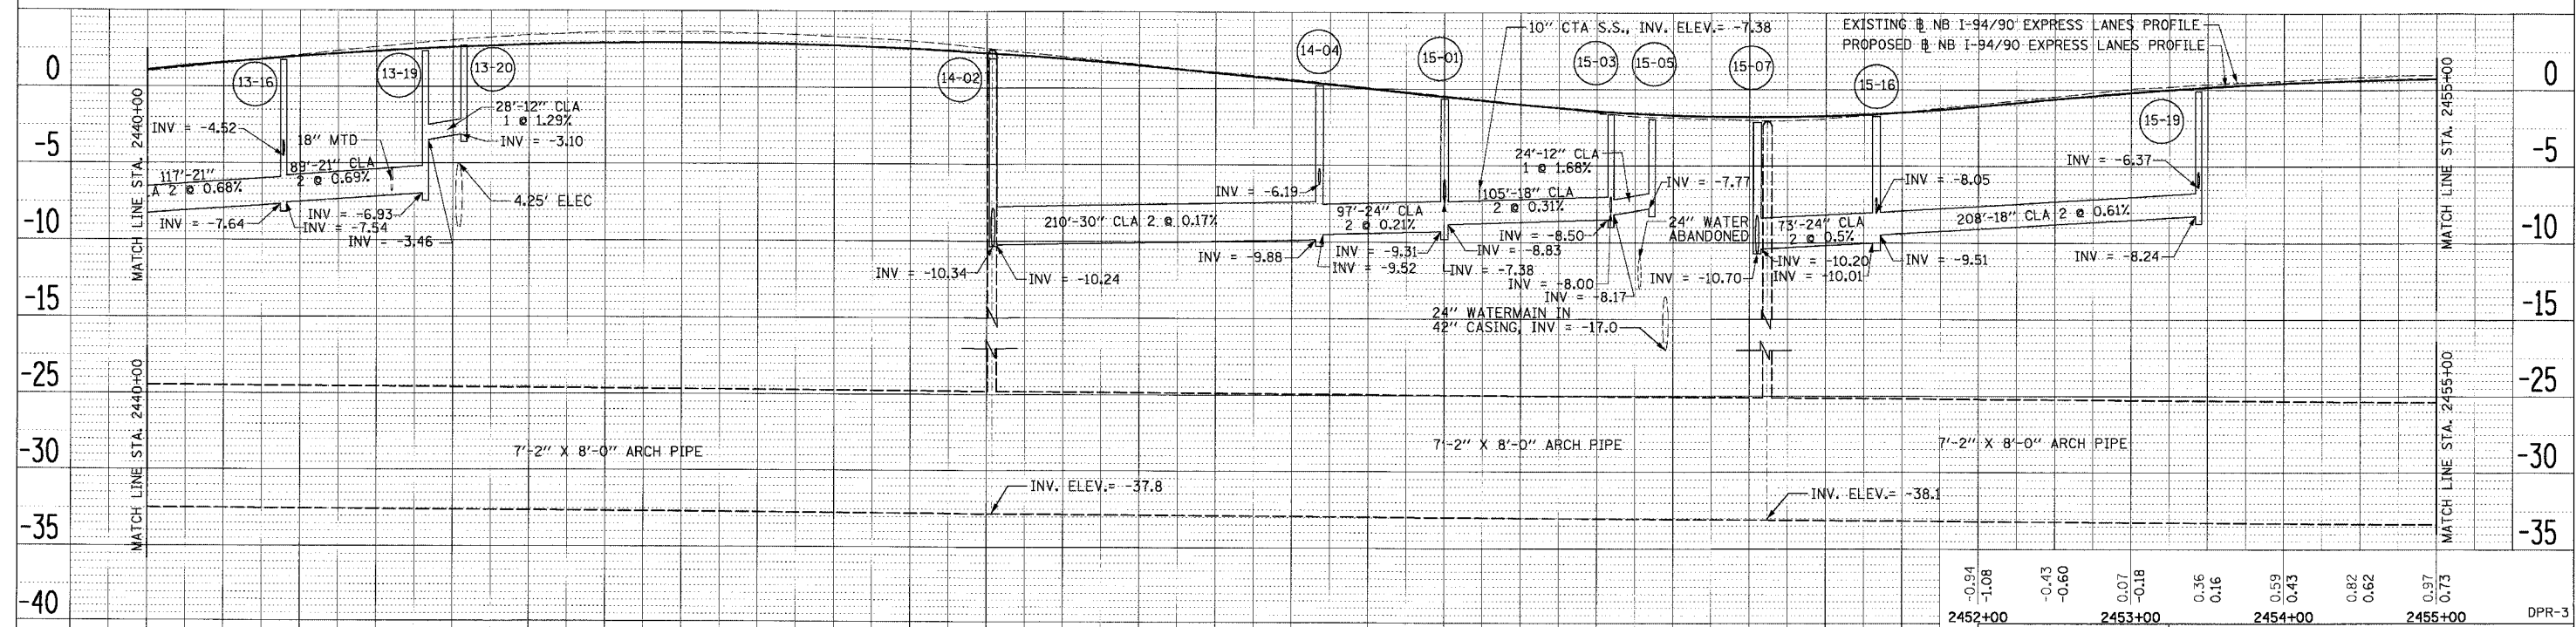 0
-5
-10
-15
-25
-30
-35
-40
MATCH LINE STA. 2440+00
MATCH LINE STA. 2440+00
13-16
13-19
13-20
14-02
14-04
15-01
15-03
15-05
15-07
15-16
15-19
10" CTA S.S., INV. ELEV.= -7.38
EXISTING ℄ NB I-94/90 EXPRESS LANES PROFILE
PROPOSED ℄ NB I-94/90 EXPRESS LANES PROFILE
INV = -4.52
18" MTD
28'-12" CLA
1 @ 1.29%
INV = -3.10
117'-21"
A 2 @ 0.68%
89'-21" CLA
2 @ 0.69%
INV = -7.64
INV = -7.54
INV = -6.93
INV = -3.46
4.25' ELEC
INV = -10.34
INV = -10.24
210'-30" CLA 2 @ 0.17%
INV = -6.19
INV = -9.88
97'-24" CLA
2 @ 0.21%
INV = -9.31
INV = -9.52
INV = -7.38
INV = -8.83
105'-18" CLA
2 @ 0.31%
24'-12" CLA
1 @ 1.68%
INV = -8.50
INV = -8.00
INV = -8.17
INV = -7.77
24" WATER
ABANDONED
24" WATERMAIN IN
42" CASING, INV = -17.0
INV = -10.70
73'-24" CLA
2 @ 0.5%
INV = -10.20
INV = -10.01
INV = -8.05
INV = -9.51
208'-18" CLA 2 @ 0.61%
INV = -6.37
INV = -8.24
7'-2" X 8'-0" ARCH PIPE
7'-2" X 8'-0" ARCH PIPE
7'-2" X 8'-0" ARCH PIPE
INV. ELEV.= -37.8
INV. ELEV.= -38.1
MATCH LINE STA. 2455+00
MATCH LINE STA. 2455+00
0
-5
-10
-15
-25
-30
-35
-0.94
-1.08
-0.43
-0.60
0.07
-0.18
0.36
0.16
0.59
0.43
0.82
0.62
0.97
0.73
2452+00
2453+00
2454+00
2455+00
DPR-3